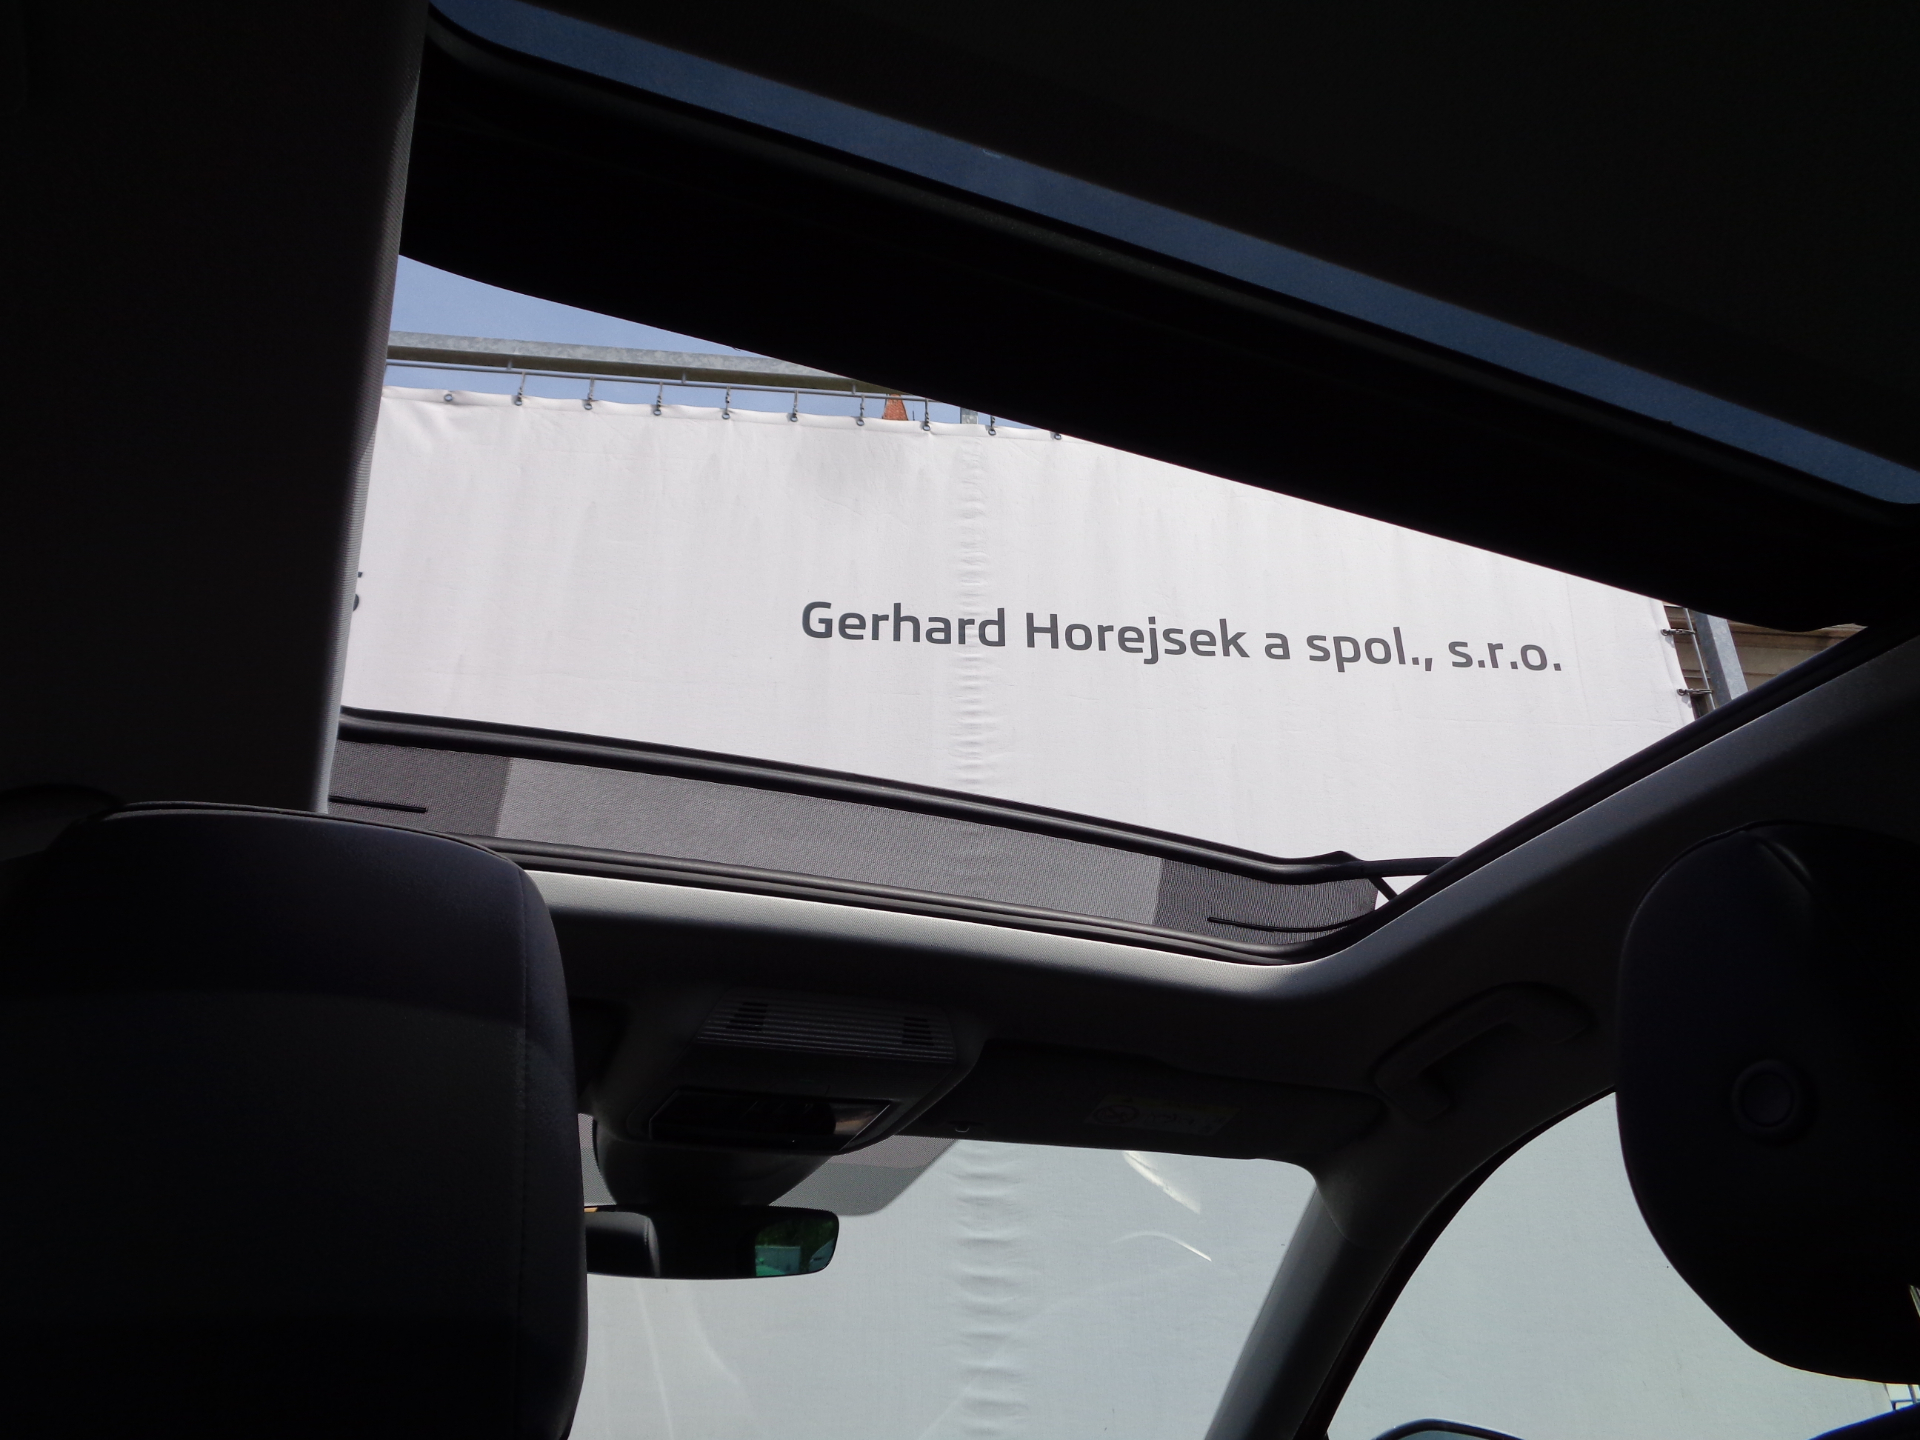 Gerhard Horejsek a spol., s.r.o.